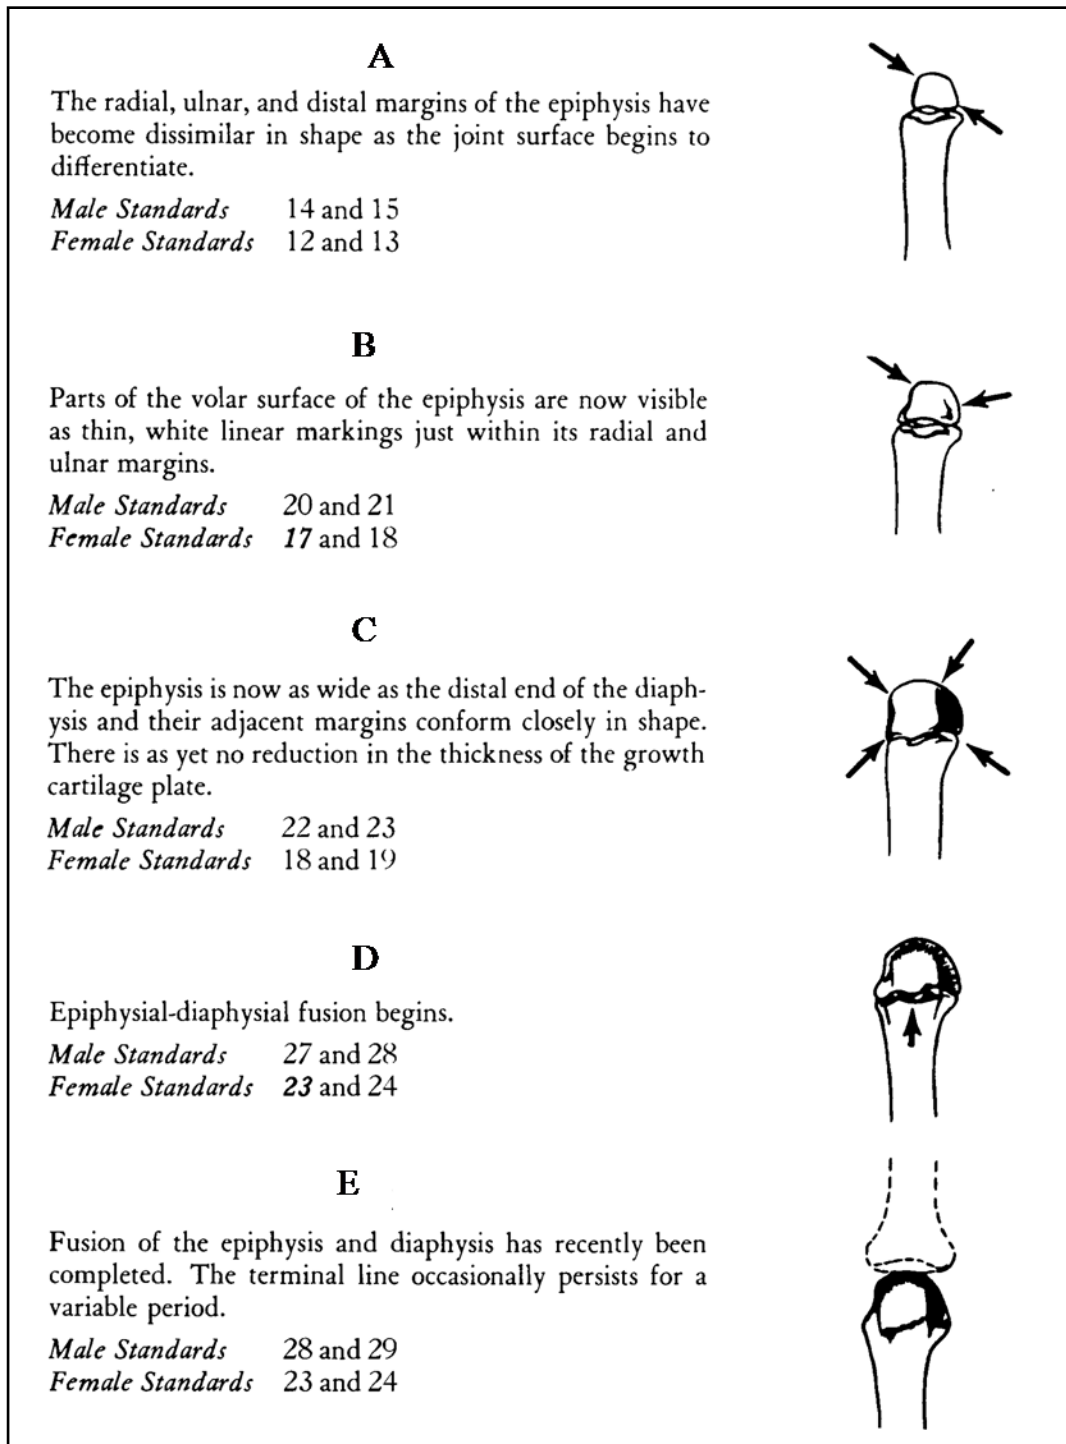 A
The radial, ulnar, and distal margins of the epiphysis have
become dissimilar in shape as the joint surface begins to
differentiate.
Male Standards 14 and 15
Female Standards 12 and 13
B
Parts of the volar surface of the epiphysis are now visible
as thin, white linear markings just within its radial and
ulnar margins.
Male Standards 20 and 21
Female Standards 17 and 18
C
The epiphysis is now as wide as the distal end of the diaph-
ysis and their adjacent margins conform closely in shape.
There is as yet no reduction in the thickness of the growth
cartilage plate.
Male Standards 22 and 23
Female Standards 18 and 19
D
Epiphysial-diaphysial fusion begins.
Male Standards 27 and 28
Female Standards 23 and 24
E
Fusion of the epiphysis and diaphysis has recently been
completed. The terminal line occasionally persists for a
variable period.
Male Standards 28 and 29
Female Standards 23 and 24